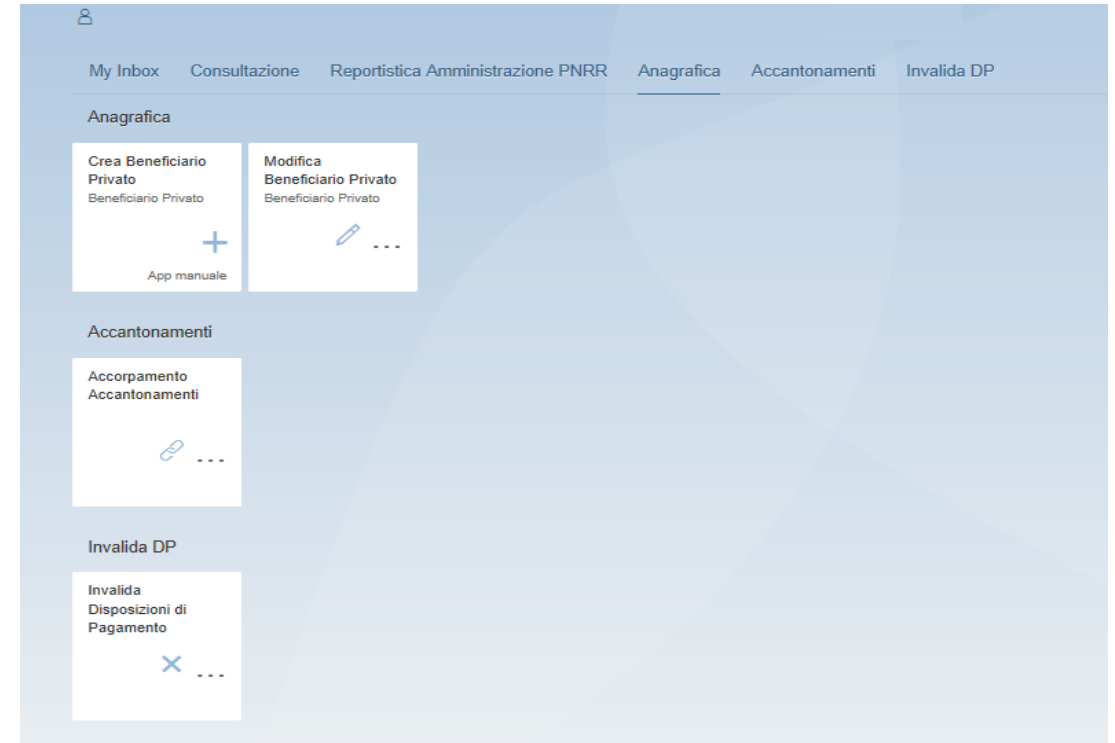 My Inbox Consultazione Reportistica Amministrazione PNRR Anagrafica Accantonamenti Invalida DP
Anagrafica
Crea Beneficiario
Privato
Beneficiario Privato
App manuale
Modifica
Beneficiario Privato
Beneficiario Privato
...
Accantonamenti
Accorpamento
Accantonamenti
...
Invalida DP
Invalida
Disposizioni di
Pagamento
...